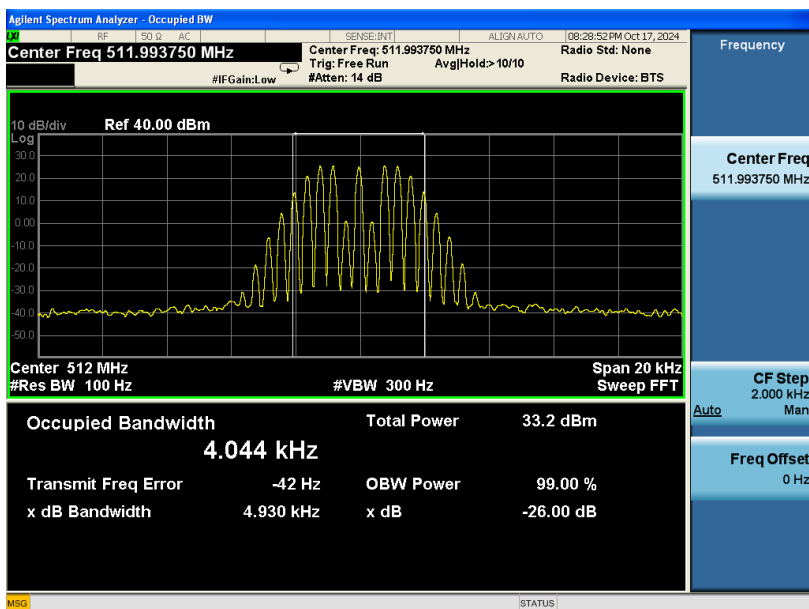 Agilent Spectrum Analyzer - Occupied BW
LXI RF 50 Ω AC SENSE:INT ALIGN AUTO 08:28:52 PM Oct 17, 2024
Center Freq 511.993750 MHz
Center Freq: 511.993750 MHz
Radio Std: None
Trig: Free Run Avg|Hold:> 10/10
#IFGain:Low #Atten: 14 dB Radio Device: BTS
10 dB/div Ref 40.00 dBm
Log
30.0
20.0
10.0
0.00
-10.0
-20.0
-30.0
-40.0
-50.0
Center 512 MHz Span 20 kHz
#Res BW 100 Hz #VBW 300 Hz Sweep FFT
Occupied Bandwidth Total Power 33.2 dBm
4.044 kHz
Transmit Freq Error -42 Hz OBW Power 99.00 %
x dB Bandwidth 4.930 kHz x dB -26.00 dB
Frequency
Center Freq
511.993750 MHz
CF Step
2.000 kHz
Auto Man
Freq Offset
0 Hz
MSG STATUS